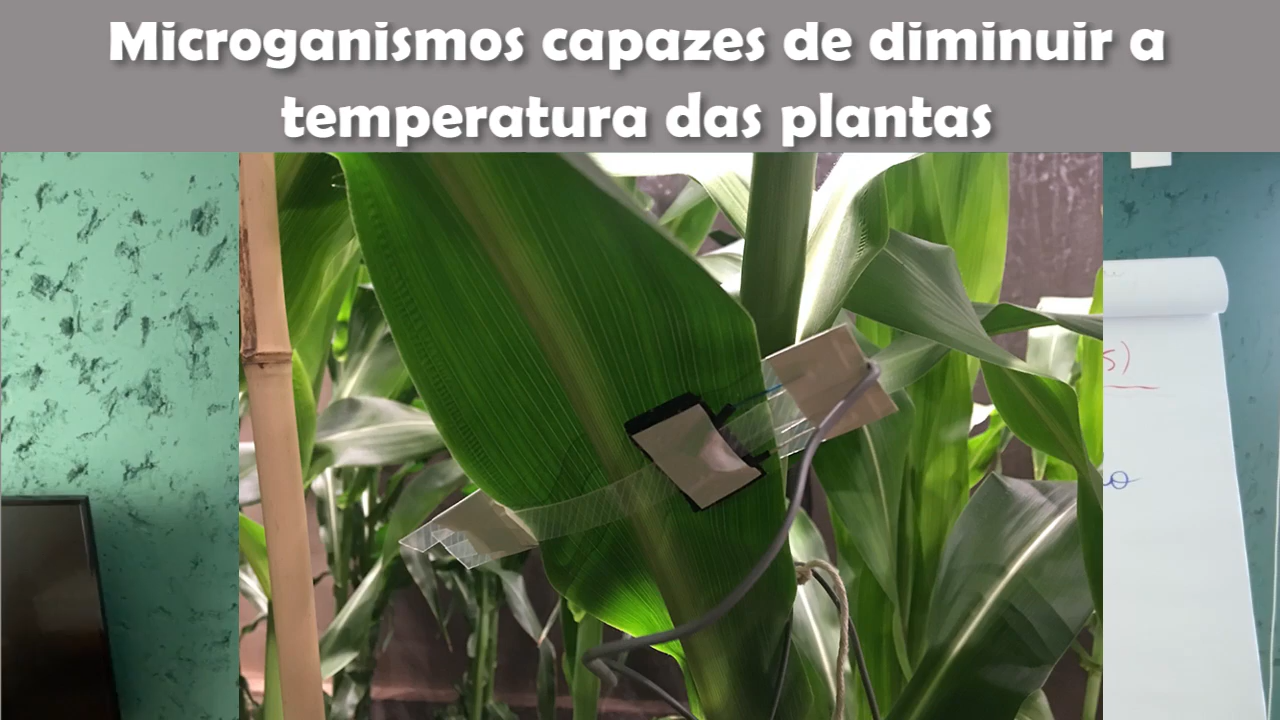 Microganismos capazes de diminuir a
temperatura das plantas
s)